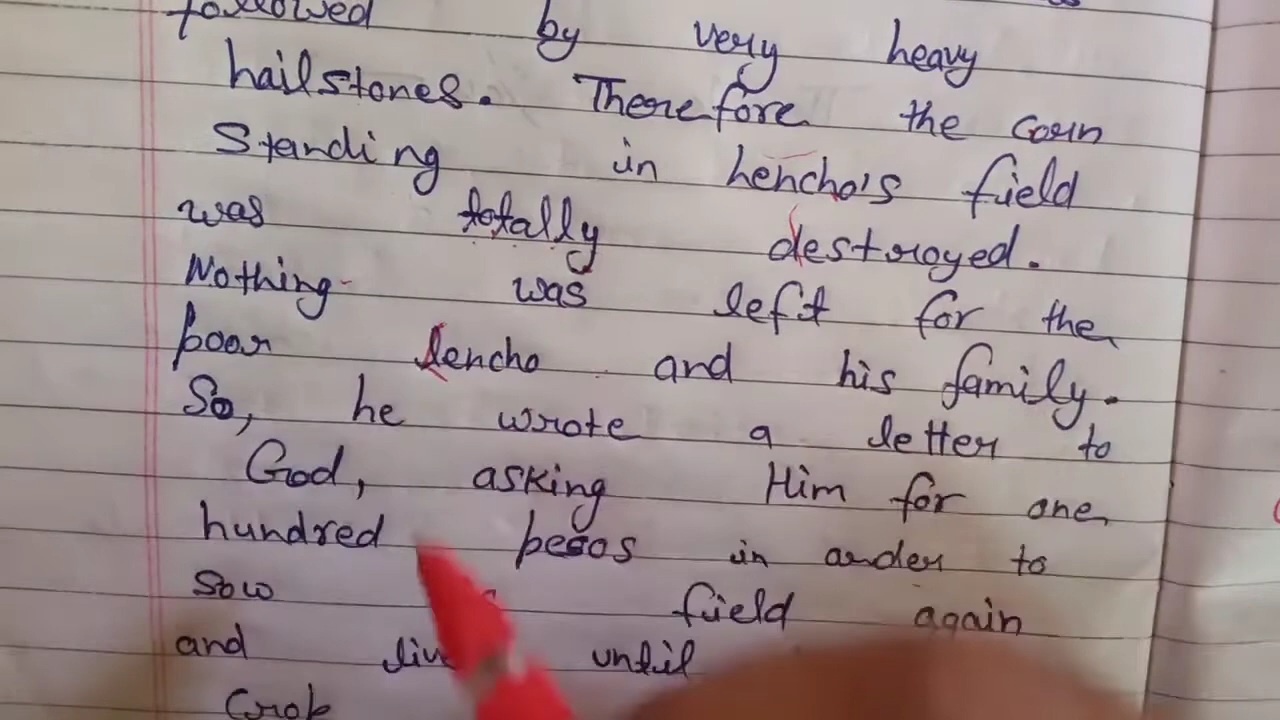 followed by very heavy
hailstones. Therefore the corn
Standing in lencho's field
was totally destroyed.
Nothing was left for the
poor lencho and his family.
So, he wrote a letter to
God, asking Him for one
hundred pesos in order to
Sow field again
and until
Crop